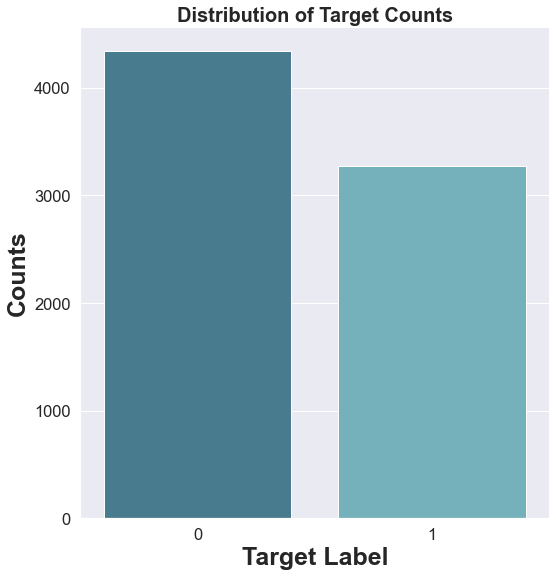 Distribution of Target Counts
4000
3000
2000
1000
0
Counts
0 1
Target Label